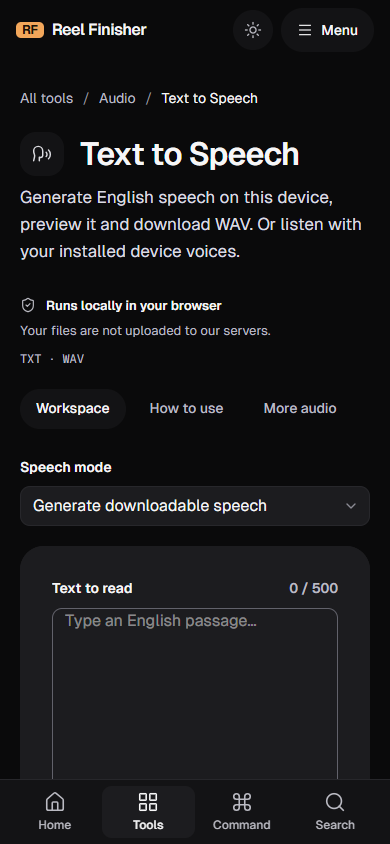 RF Reel Finisher
Menu
All tools / Audio / Text to Speech
Text to Speech
Generate English speech on this device,
preview it and download WAV. Or listen with
your installed device voices.
Runs locally in your browser
Your files are not uploaded to our servers.
TXT · WAV
Workspace How to use More audio
Speech mode
Generate downloadable speech
Text to read 0 / 500
Type an English passage...
Home Tools Command Search